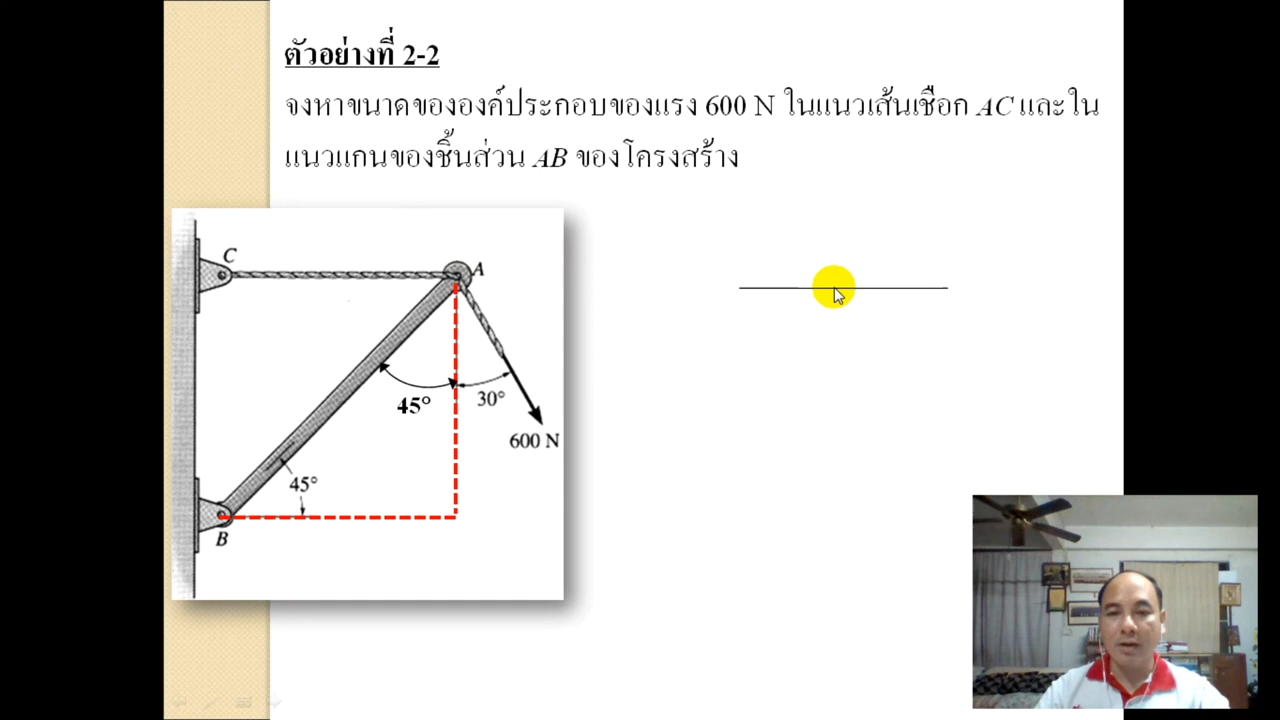 ตัวอย่างที่ 2-2
จงหาขนาดขององค์ประกอบของแรง 600 N ในแนวเส้นเชือก AC และใน
แนวแกนของชิ้นส่วน AB ของโครงสร้าง
C
A
45°
30°
600 N
45°
B